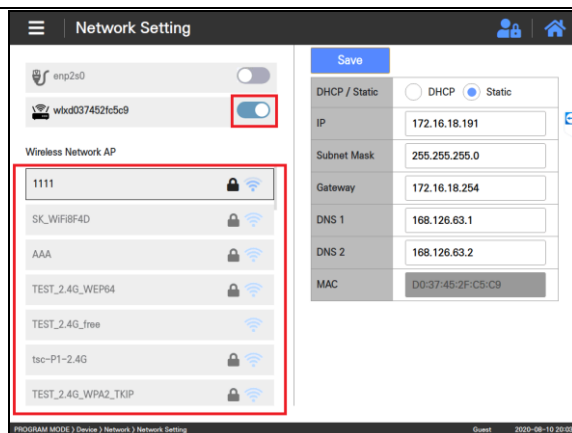 Network Setting
enp2s0
wlxd037452fc5c9
Wireless Network AP
1111
SK_WiFi8F4D
AAA
TEST_2.4G_WEP64
TEST_2.4G_free
tsc-P1-2.4G
TEST_2.4G_WPA2_TKIP
Save
DHCP / Static DHCP Static
IP 172.16.18.191
Subnet Mask 255.255.255.0
Gateway 172.16.18.254
DNS 1 168.126.63.1
DNS 2 168.126.63.2
MAC D0:37:45:2F:C5:C9
PROGRAM MODE > Device > Network > Network Setting Guest 2020-08-10 20:03